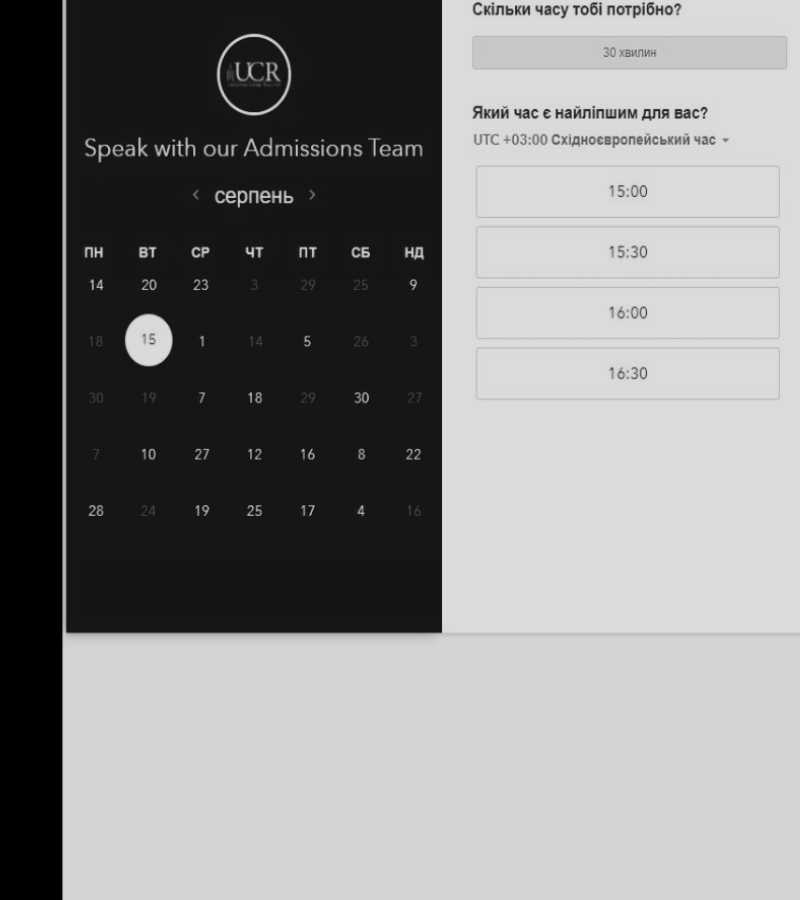 UCR
Speak with our Admissions Team
серпень
ПН ВТ СР ЧТ ПТ СБ НД
14 20 23 3 29 25 9
18 15 1 14 5 26 3
30 19 7 18 29 30 27
7 10 27 12 16 8 22
28 24 19 25 17 4 16
Скільки часу тобі потрібно?
30 хвилин
Який час є найліпшим для вас?
UTC +03:00 Східноєвропейський час
15:00
15:30
16:00
16:30